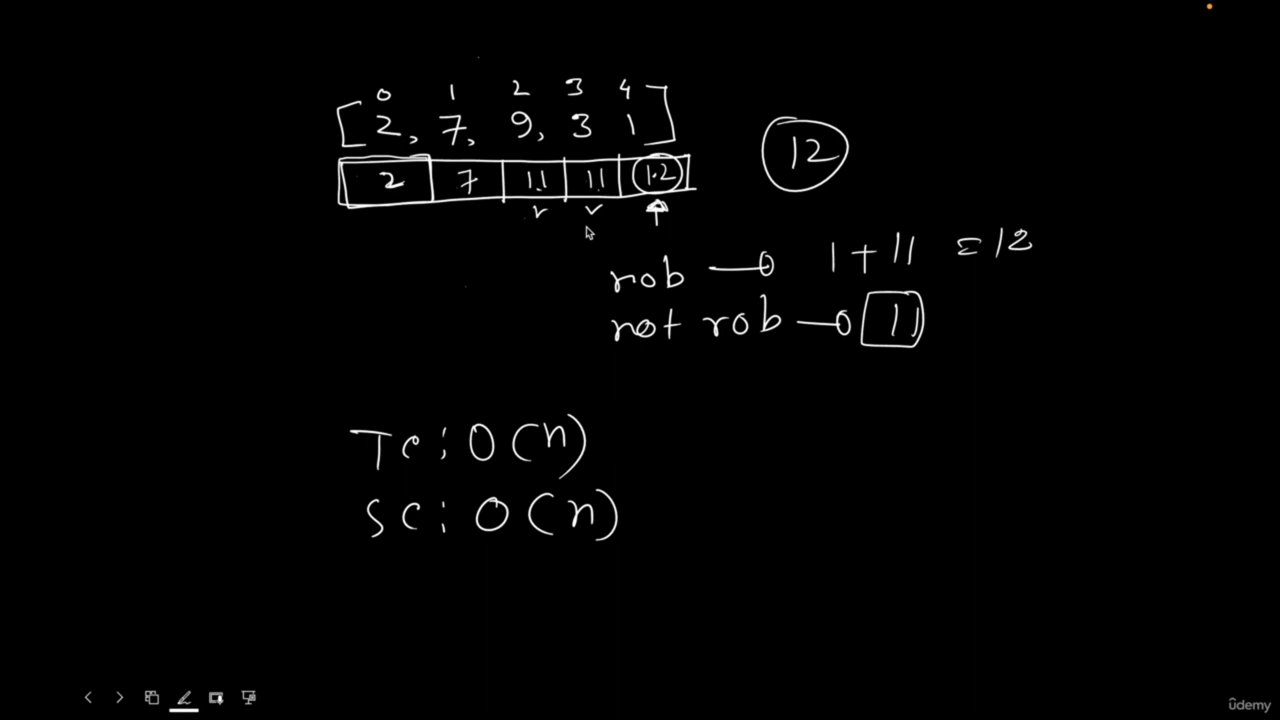 0 1 2 3 4
[2, 7, 9, 3 1]
2 7 11 11 12
12
rob → 1 + 11 = 12
not rob → 11
TC: O(n)
SC: O(n)
ûdemy